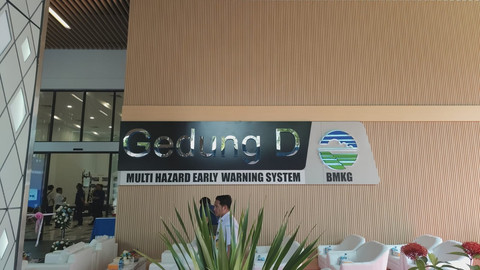 Gedung D
MULTI HAZARD EARLY WARNING SYSTEM
BMKG